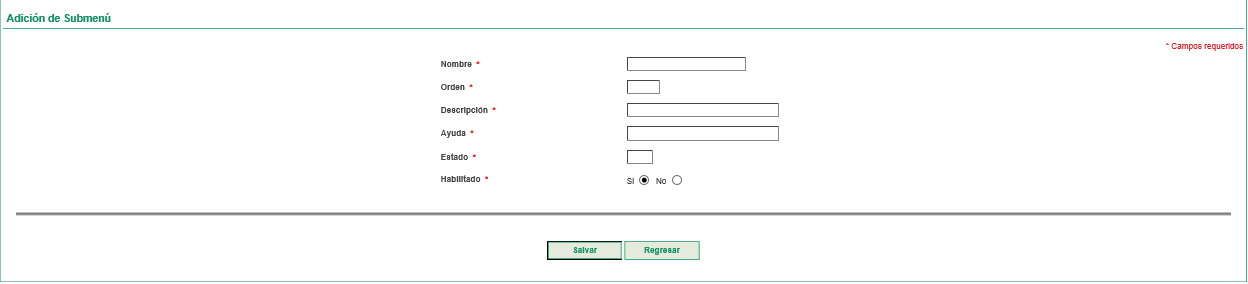 Adición de Submenú
* Campos requeridos
Nombre *
Orden *
Descripción *
Ayuda *
Estado *
Habilitado * Si No
Salvar Regresar